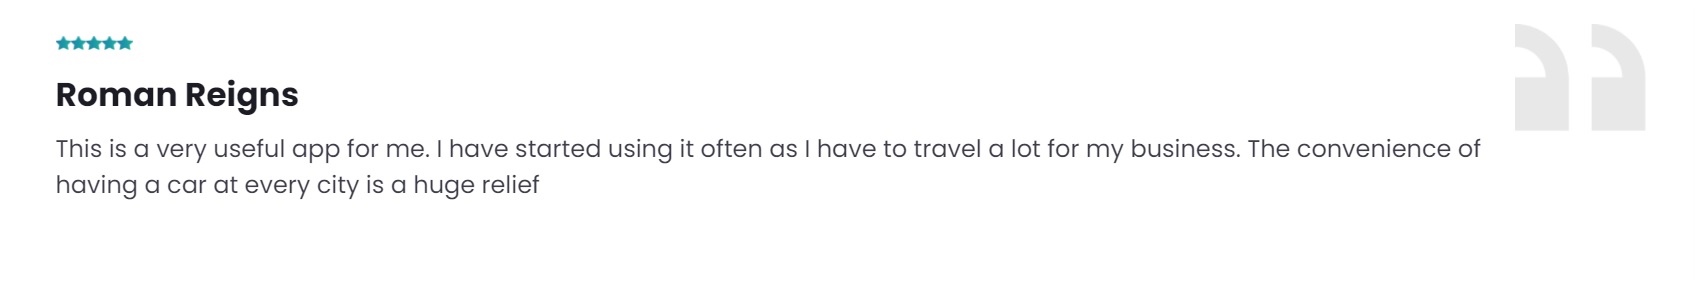 Roman Reigns
This is a very useful app for me. I have started using it often as I have to travel a lot for my business. The convenience of
having a car at every city is a huge relief